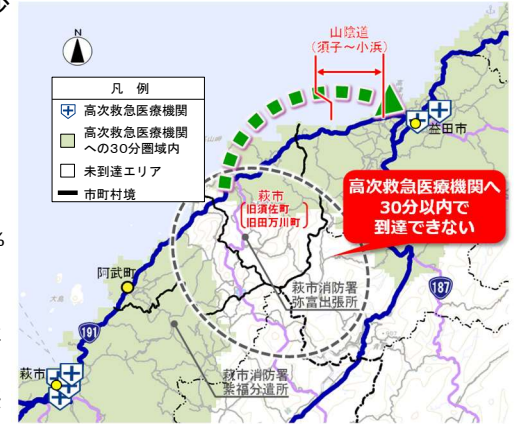 山陰道
(須子～小浜)
N
凡 例
高次救急医療機関
高次救急医療機関
への30分圏域内
未到達エリア
市町村境
益田市
高次救急医療機関へ
30分以内で
到達できない
萩市
旧須佐町
旧田万川町
%
阿武町
萩市消防署
弥富出張所
187
191
萩市
萩市消防署
紫福分遣所